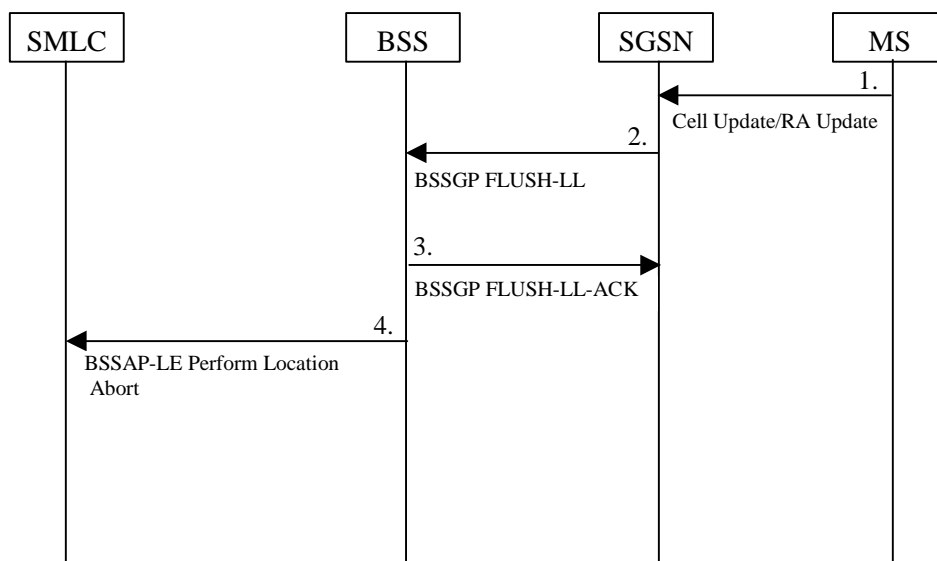 SMLC
BSS
SGSN
MS
1.
Cell Update/RA Update
2.
BSSGP FLUSH-LL
3.
BSSGP FLUSH-LL-ACK
4.
BSSAP-LE Perform Location
Abort